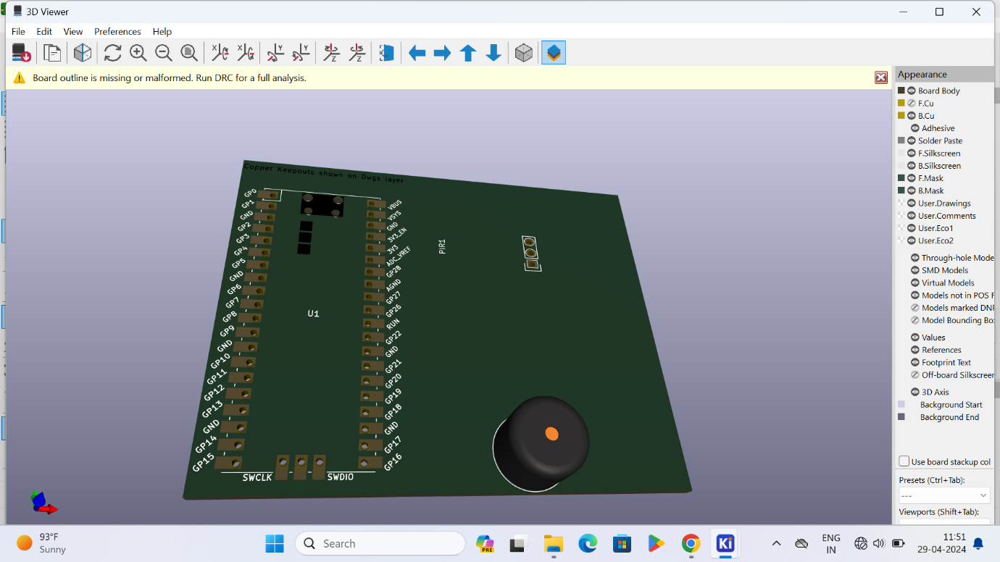 3D Viewer
File Edit View Preferences Help
Board outline is missing or malformed. Run DRC for a full analysis.
Copper Keepouts shown on Dwgs layer
GP0
GP1
GND
GP2
GP3
GP4
GP5
GND
GP6
GP7
GP8
GP9
GND
GP10
GP11
GP12
GP13
GND
GP14
GP15
VBUS
VSYS
GND
3V3_EN
3V3
ADC_VREF
GP28
AGND
GP27
GP26
RUN
GP22
GND
GP21
GP20
GP19
GP18
GND
GP17
GP16
U1
PIR1
SWCLK
SWDIO
Appearance
Board Body
F.Cu
B.Cu
Adhesive
Solder Paste
F.Silkscreen
B.Silkscreen
F.Mask
B.Mask
User.Drawings
User.Comments
User.Eco1
User.Eco2
Through-hole Mode
SMD Models
Virtual Models
Models not in POS F
Models marked DNF
Model Bounding Bo
Values
References
Footprint Text
Off-board Silkscreer
3D Axis
Background Start
Background End
Use board stackup col
Presets (Ctrl+Tab):
---
Viewports (Shift+Tab):
93°F
Sunny
Search
PRE
Ki
ENG
IN
11:51
29-04-2024